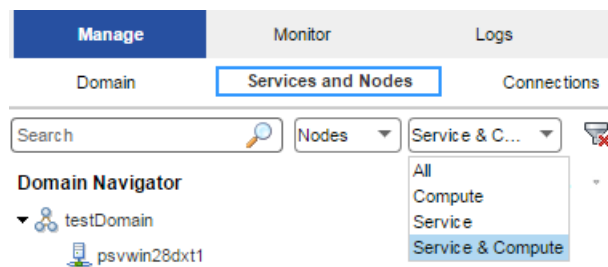 Manage Monitor Logs
Domain Services and Nodes Connections
Search Nodes Service & C...
All
Domain Navigator
Compute
testDomain
Service
Service & Compute
psvwin28dxt1